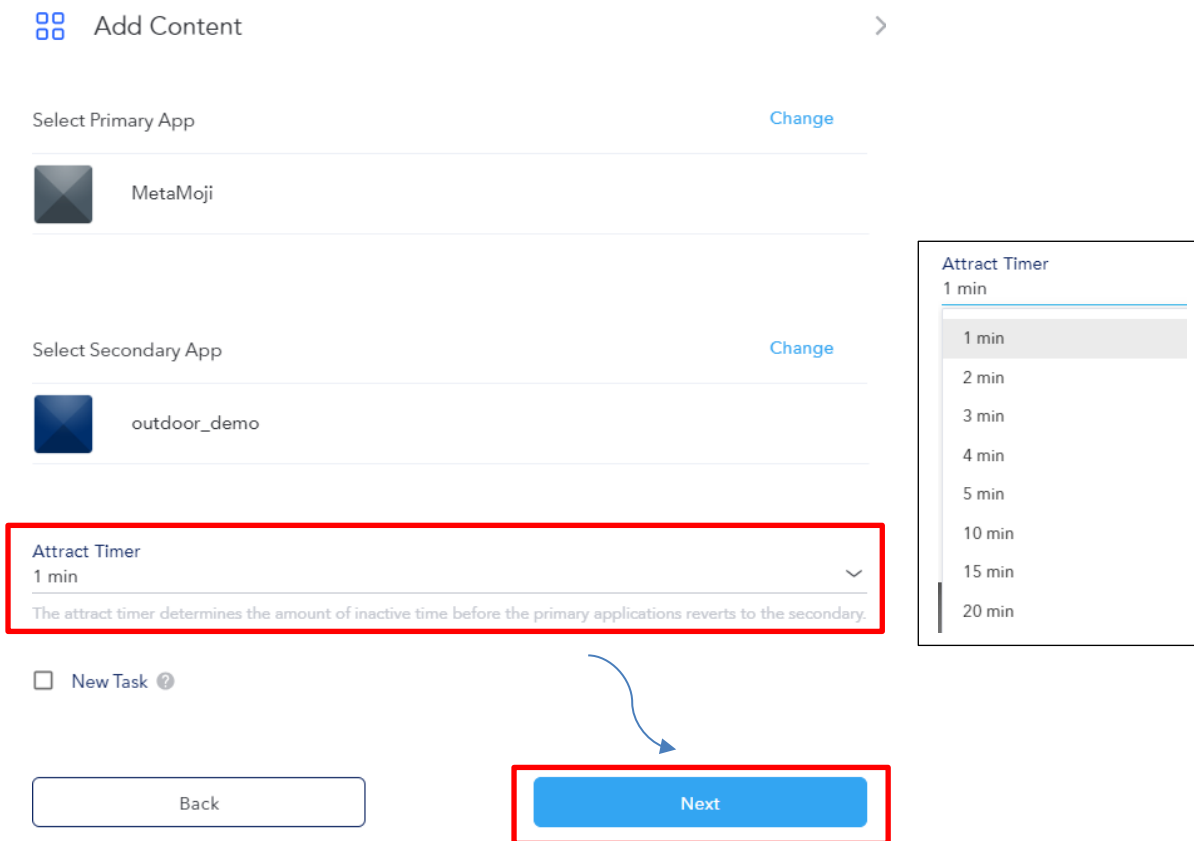 Add Content
Select Primary App
Change
MetaMoji
Select Secondary App
Change
outdoor_demo
Attract Timer
1 min
The attract timer determines the amount of inactive time before the primary applications reverts to the secondary.
New Task ?
Back
Next
Attract Timer
1 min
1 min
2 min
3 min
4 min
5 min
10 min
15 min
20 min